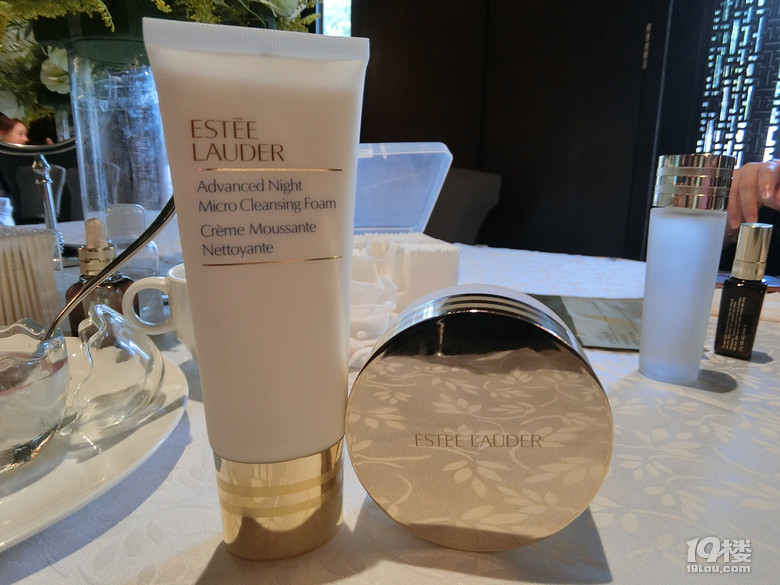 ESTĒE
LAUDER
Advanced Night
Micro Cleansing Foam
Crème Moussante
Nettoyante
ESTĒE LAUDER
19楼
19lou.com